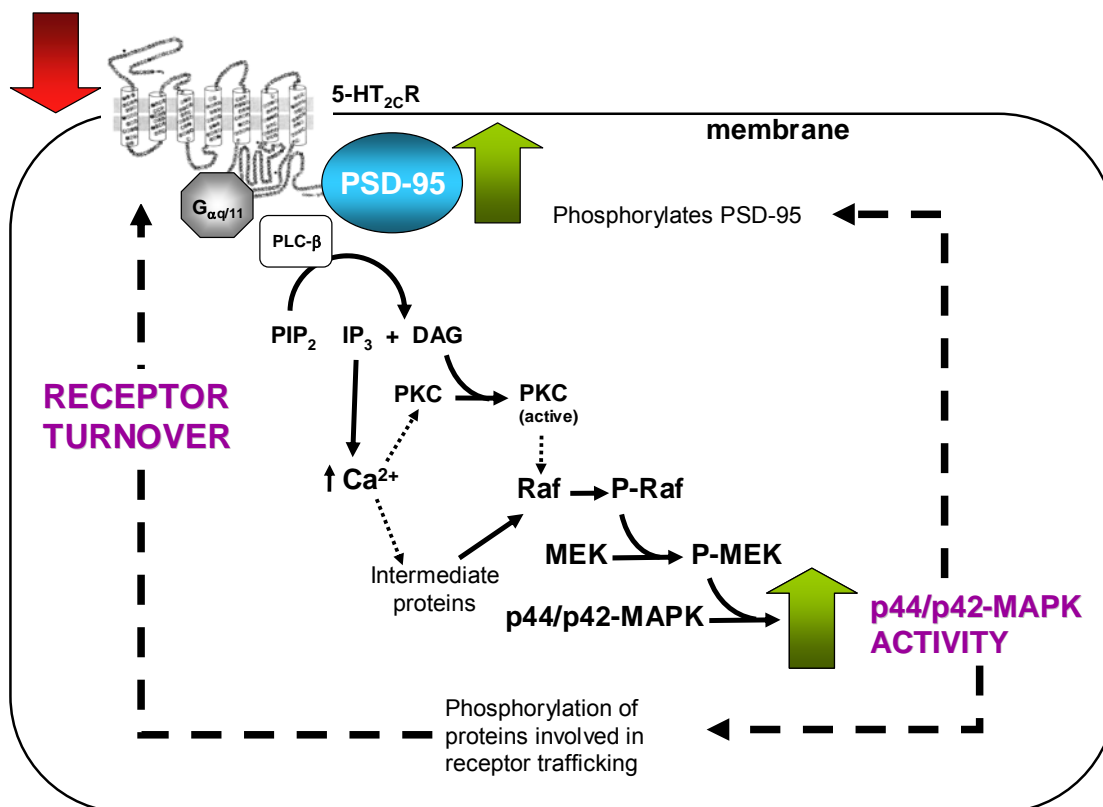 5-HT2CR
membrane
PSD-95
Gαq/11
Phosphorylates PSD-95
PLC-β
PIP2 IP3 + DAG
RECEPTOR
TURNOVER
PKC
PKC
(active)
Ca2+
Raf
P-Raf
Intermediate
proteins
MEK
P-MEK
p44/p42-MAPK
p44/p42-MAPK
ACTIVITY
Phosphorylation of
proteins involved in
receptor trafficking